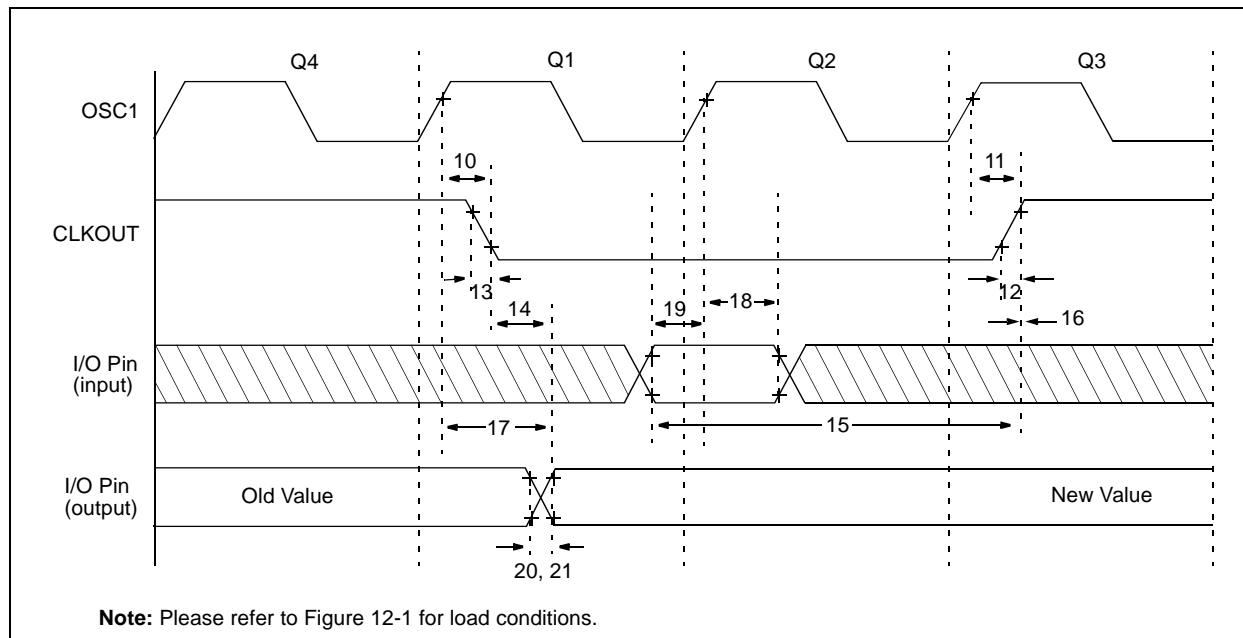 Q4 Q1 Q2 Q3
OSC1
10 11
CLKOUT
13 12
14 19 18 16
I/O Pin
(input)
17 15
I/O Pin
(output)
Old Value New Value
20, 21
Note: Please refer to Figure 12-1 for load conditions.